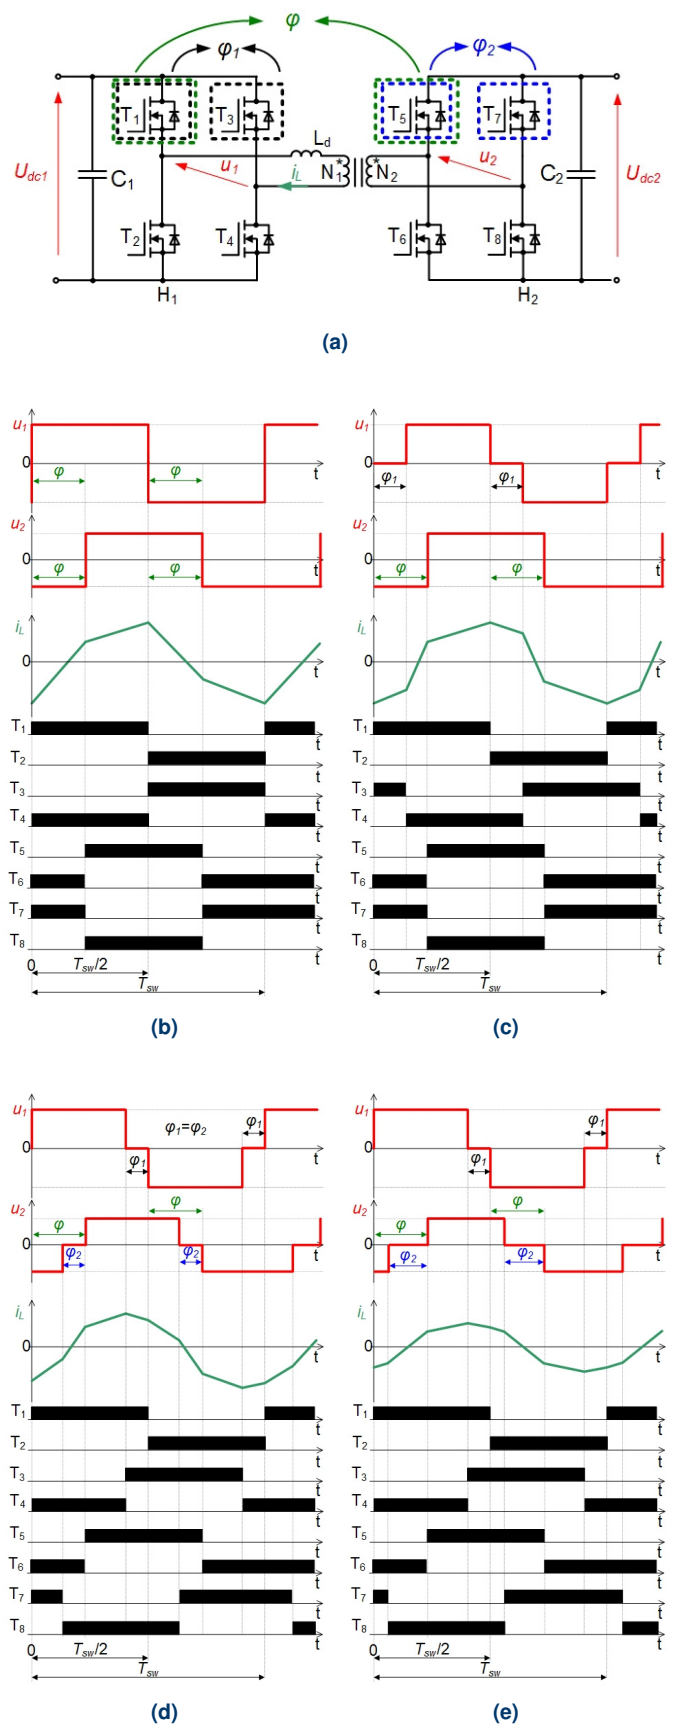 φ
φ1 φ2
T1 T3 T5 T7
Ld
Udc1 C1 u1 iL N1 * * N2 u2 C2 Udc2
T2 T4 T6 T8
H1 H2
(a)
u1
0
φ φ t
u2
0 φ φ t
iL
0 t
T1 t
T2 t
T3 t
T4 t
T5 t
T6 t
T7 t
T8 t
0 Tsw/2
Tsw
(b)
u1
0
φ1 φ1 t
u2
0 φ φ t
iL
0 t
T1 t
T2 t
T3 t
T4 t
T5 t
T6 t
T7 t
T8 t
0 Tsw/2
Tsw
(c)
u1 φ1=φ2 φ1
0
φ1 t
u2 φ φ
0 φ2 φ2 t
iL
0 t
T1 t
T2 t
T3 t
T4 t
T5 t
T6 t
T7 t
T8 t
0 Tsw/2
Tsw
(d)
u1 φ1
0
φ1 t
u2 φ φ
0 φ2 φ2 t
iL
0 t
T1 t
T2 t
T3 t
T4 t
T5 t
T6 t
T7 t
T8 t
0 Tsw/2
Tsw
(e)